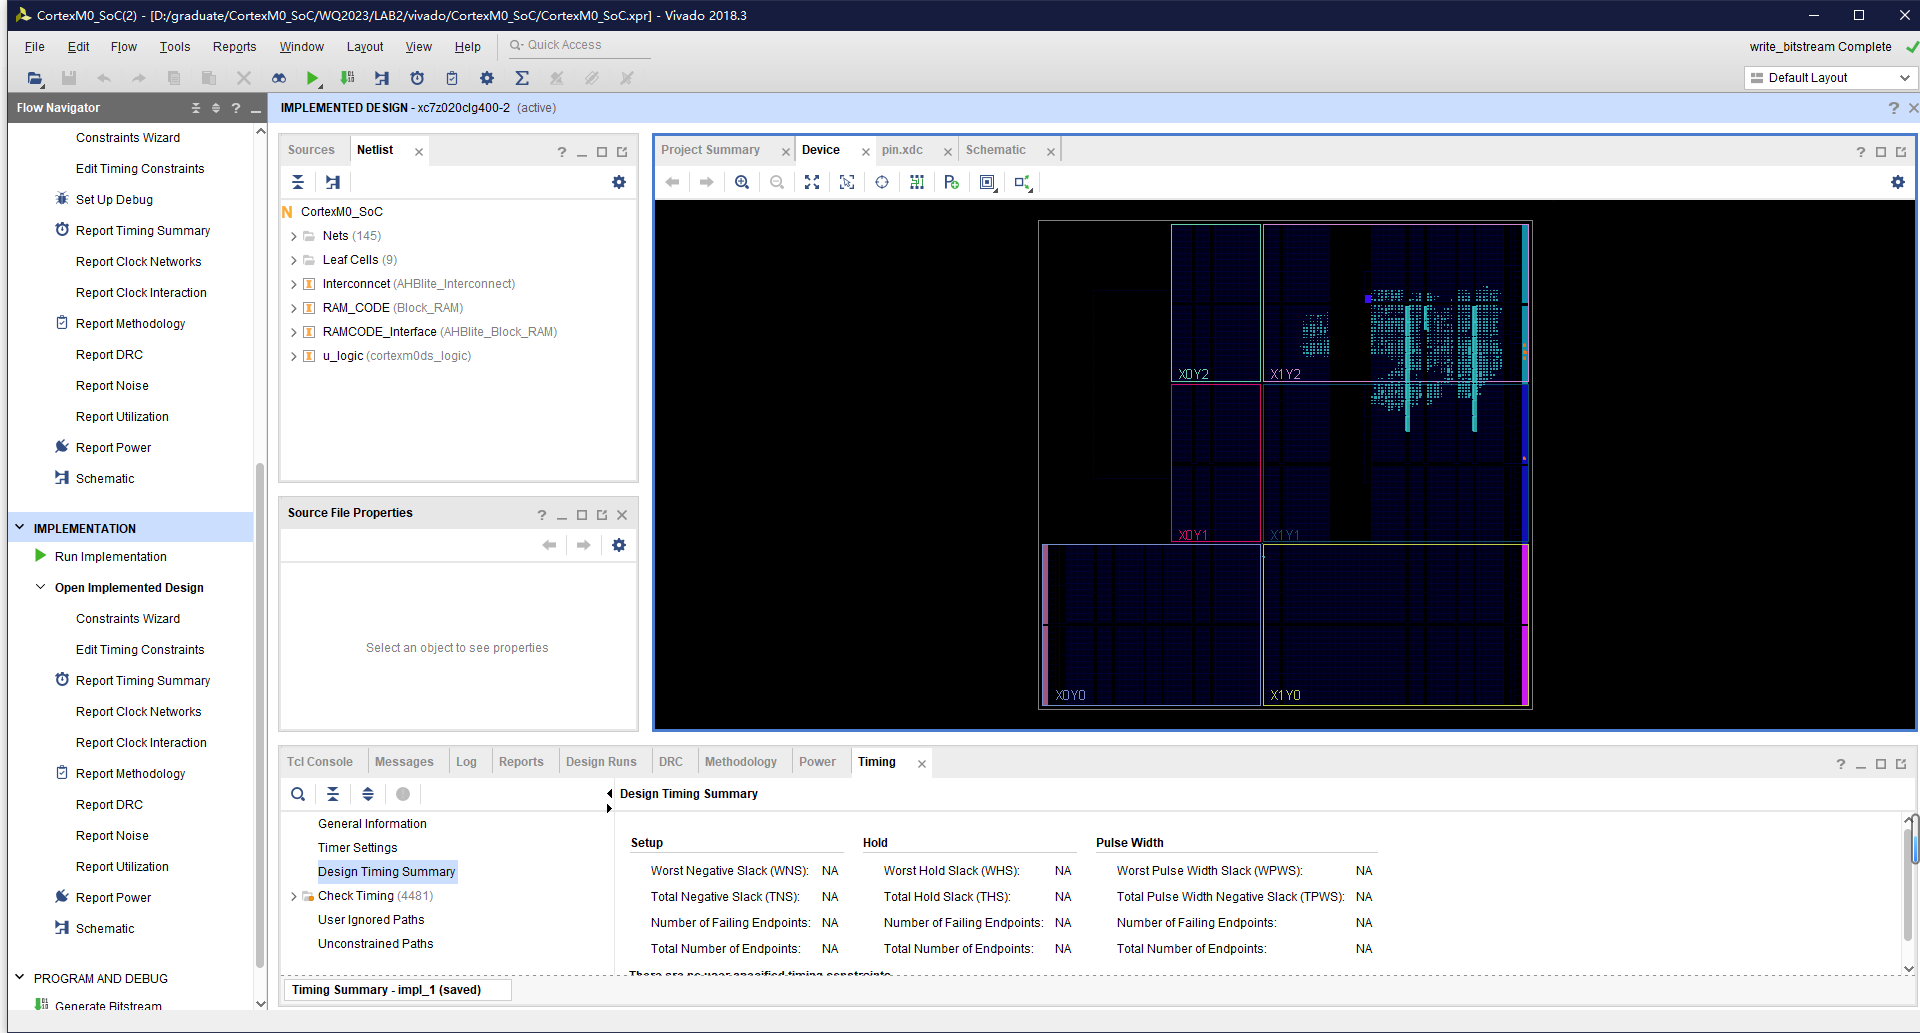 CortexM0_SoC(2) - [D:/graduate/CortexM0_SoC/WQ2023/LAB2/vivado/CortexM0_SoC/CortexM0_SoC.xpr] - Vivado 2018.3
File Edit Flow Tools Reports Window Layout View Help Quick Access
write_bitstream Complete
Default Layout
Flow Navigator
Constraints Wizard
Edit Timing Constraints
Set Up Debug
Report Timing Summary
Report Clock Networks
Report Clock Interaction
Report Methodology
Report DRC
Report Noise
Report Utilization
Report Power
Schematic
IMPLEMENTATION
Run Implementation
Open Implemented Design
Constraints Wizard
Edit Timing Constraints
Report Timing Summary
Report Clock Networks
Report Clock Interaction
Report Methodology
Report DRC
Report Noise
Report Utilization
Report Power
Schematic
PROGRAM AND DEBUG
Generate Bitstream
IMPLEMENTED DESIGN - xc7z020clg400-2 (active)
Sources Netlist
CortexM0_SoC
Nets (145)
Leaf Cells (9)
Interconncet (AHBlite_Interconnect)
RAM_CODE (Block_RAM)
RAMCODE_Interface (AHBlite_Block_RAM)
u_logic (cortexm0ds_logic)
Source File Properties
Select an object to see properties
Project Summary Device pin.xdc Schematic
X0Y2 X1Y2
X0Y1 X1Y1
X0Y0 X1Y0
Tcl Console Messages Log Reports Design Runs DRC Methodology Power Timing
General Information
Timer Settings
Design Timing Summary
Check Timing (4481)
User Ignored Paths
Unconstrained Paths
Design Timing Summary
Setup Hold Pulse Width
Worst Negative Slack (WNS): NA Worst Hold Slack (WHS): NA Worst Pulse Width Slack (WPWS): NA
Total Negative Slack (TNS): NA Total Hold Slack (THS): NA Total Pulse Width Negative Slack (TPWS): NA
Number of Failing Endpoints: NA Number of Failing Endpoints: NA Number of Failing Endpoints: NA
Total Number of Endpoints: NA Total Number of Endpoints: NA Total Number of Endpoints: NA
There are no user specified timing constraints.
Timing Summary - impl_1 (saved)